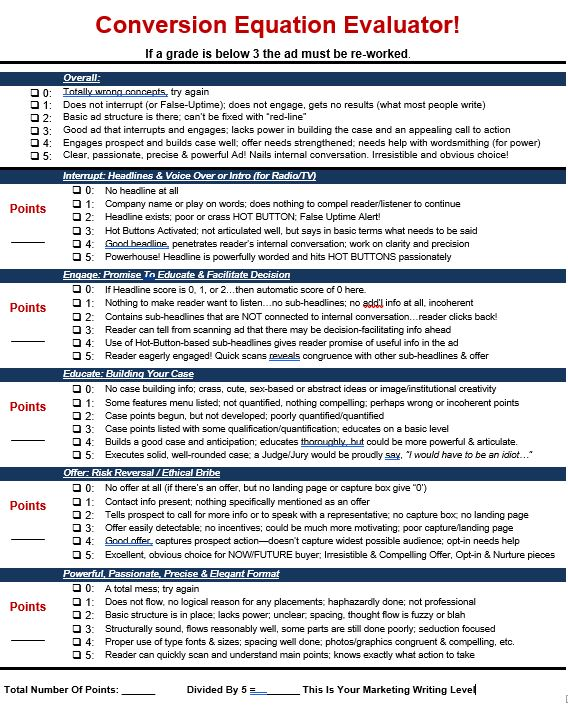 Conversion Equation Evaluator!
If a grade is below 3 the ad must be re-worked.
Overall:
❑ 0: Totally wrong concepts, try again
❑ 1: Does not interrupt (or False-Uptime); does not engage, gets no results (what most people write)
❑ 2: Basic ad structure is there; can't be fixed with “red-line”
❑ 3: Good ad that interrupts and engages; lacks power in building the case and an appealing call to action
❑ 4: Engages prospect and builds case well; offer needs strengthened; needs help with wordsmithing (for power)
❑ 5: Clear, passionate, precise & powerful Ad! Nails internal conversation. Irresistible and obvious choice!
Interrupt: Headlines & Voice Over or Intro (for Radio/TV)
Points ______
❑ 0: No headline at all
❑ 1: Company name or play on words; does nothing to compel reader/listener to continue
❑ 2: Headline exists; poor or crass HOT BUTTON; False Uptime Alert!
❑ 3: Hot Buttons Activated; not articulated well, but says in basic terms what needs to be said
❑ 4: Good headline, penetrates reader's internal conversation; work on clarity and precision
❑ 5: Powerhouse! Headline is powerfully worded and hits HOT BUTTONS passionately
Engage: Promise To Educate & Facilitate Decision
Points ______
❑ 0: If Headline score is 0, 1, or 2…then automatic score of 0 here.
❑ 1: Nothing to make reader want to listen…no sub-headlines; no add'l info at all, incoherent
❑ 2: Contains sub-headlines that are NOT connected to internal conversation…reader clicks back!
❑ 3: Reader can tell from scanning ad that there may be decision-facilitating info ahead
❑ 4: Use of Hot-Button-based sub-headlines gives reader promise of useful info in the ad
❑ 5: Reader eagerly engaged! Quick scans reveals congruence with other sub-headlines & offer
Educate: Building Your Case
Points ______
❑ 0: No case building info; crass, cute, sex-based or abstract ideas or image/institutional creativity
❑ 1: Some features menu listed; not quantified, nothing compelling; perhaps wrong or incoherent points
❑ 2: Case points begun, but not developed; poorly quantified/quantified
❑ 3: Case points listed with some qualification/quantification; educates on a basic level
❑ 4: Builds a good case and anticipation; educates thoroughly, but could be more powerful & articulate.
❑ 5: Executes solid, well-rounded case; a Judge/Jury would be proudly say, “I would have to be an idiot…”
Offer: Risk Reversal / Ethical Bribe
Points ______
❑ 0: No offer at all (if there's an offer, but no landing page or capture box give ‘0’)
❑ 1: Contact info present; nothing specifically mentioned as an offer
❑ 2: Tells prospect to call for more info or to speak with a representative; no capture box; no landing page
❑ 3: Offer easily detectable; no incentives; could be much more motivating; poor capture/landing page
❑ 4: Good offer, captures prospect action—doesn't capture widest possible audience; opt-in needs help
❑ 5: Excellent, obvious choice for NOW/FUTURE buyer; Irresistible & Compelling Offer, Opt-in & Nurture pieces
Powerful, Passionate, Precise & Elegant Format
Points ______
❑ 0: A total mess; try again
❑ 1: Does not flow, no logical reason for any placements; haphazardly done; not professional
❑ 2: Basic structure is in place; lacks power; unclear; spacing, thought flow is fuzzy or blah
❑ 3: Structurally sound, flows reasonably well, some parts are still done poorly; seduction focused
❑ 4: Proper use of type fonts & sizes; spacing well done; photos/graphics congruent & compelling, etc.
❑ 5: Reader can quickly scan and understand main points; knows exactly what action to take
Total Number Of Points: ______ Divided By 5 =________ This Is Your Marketing Writing Level